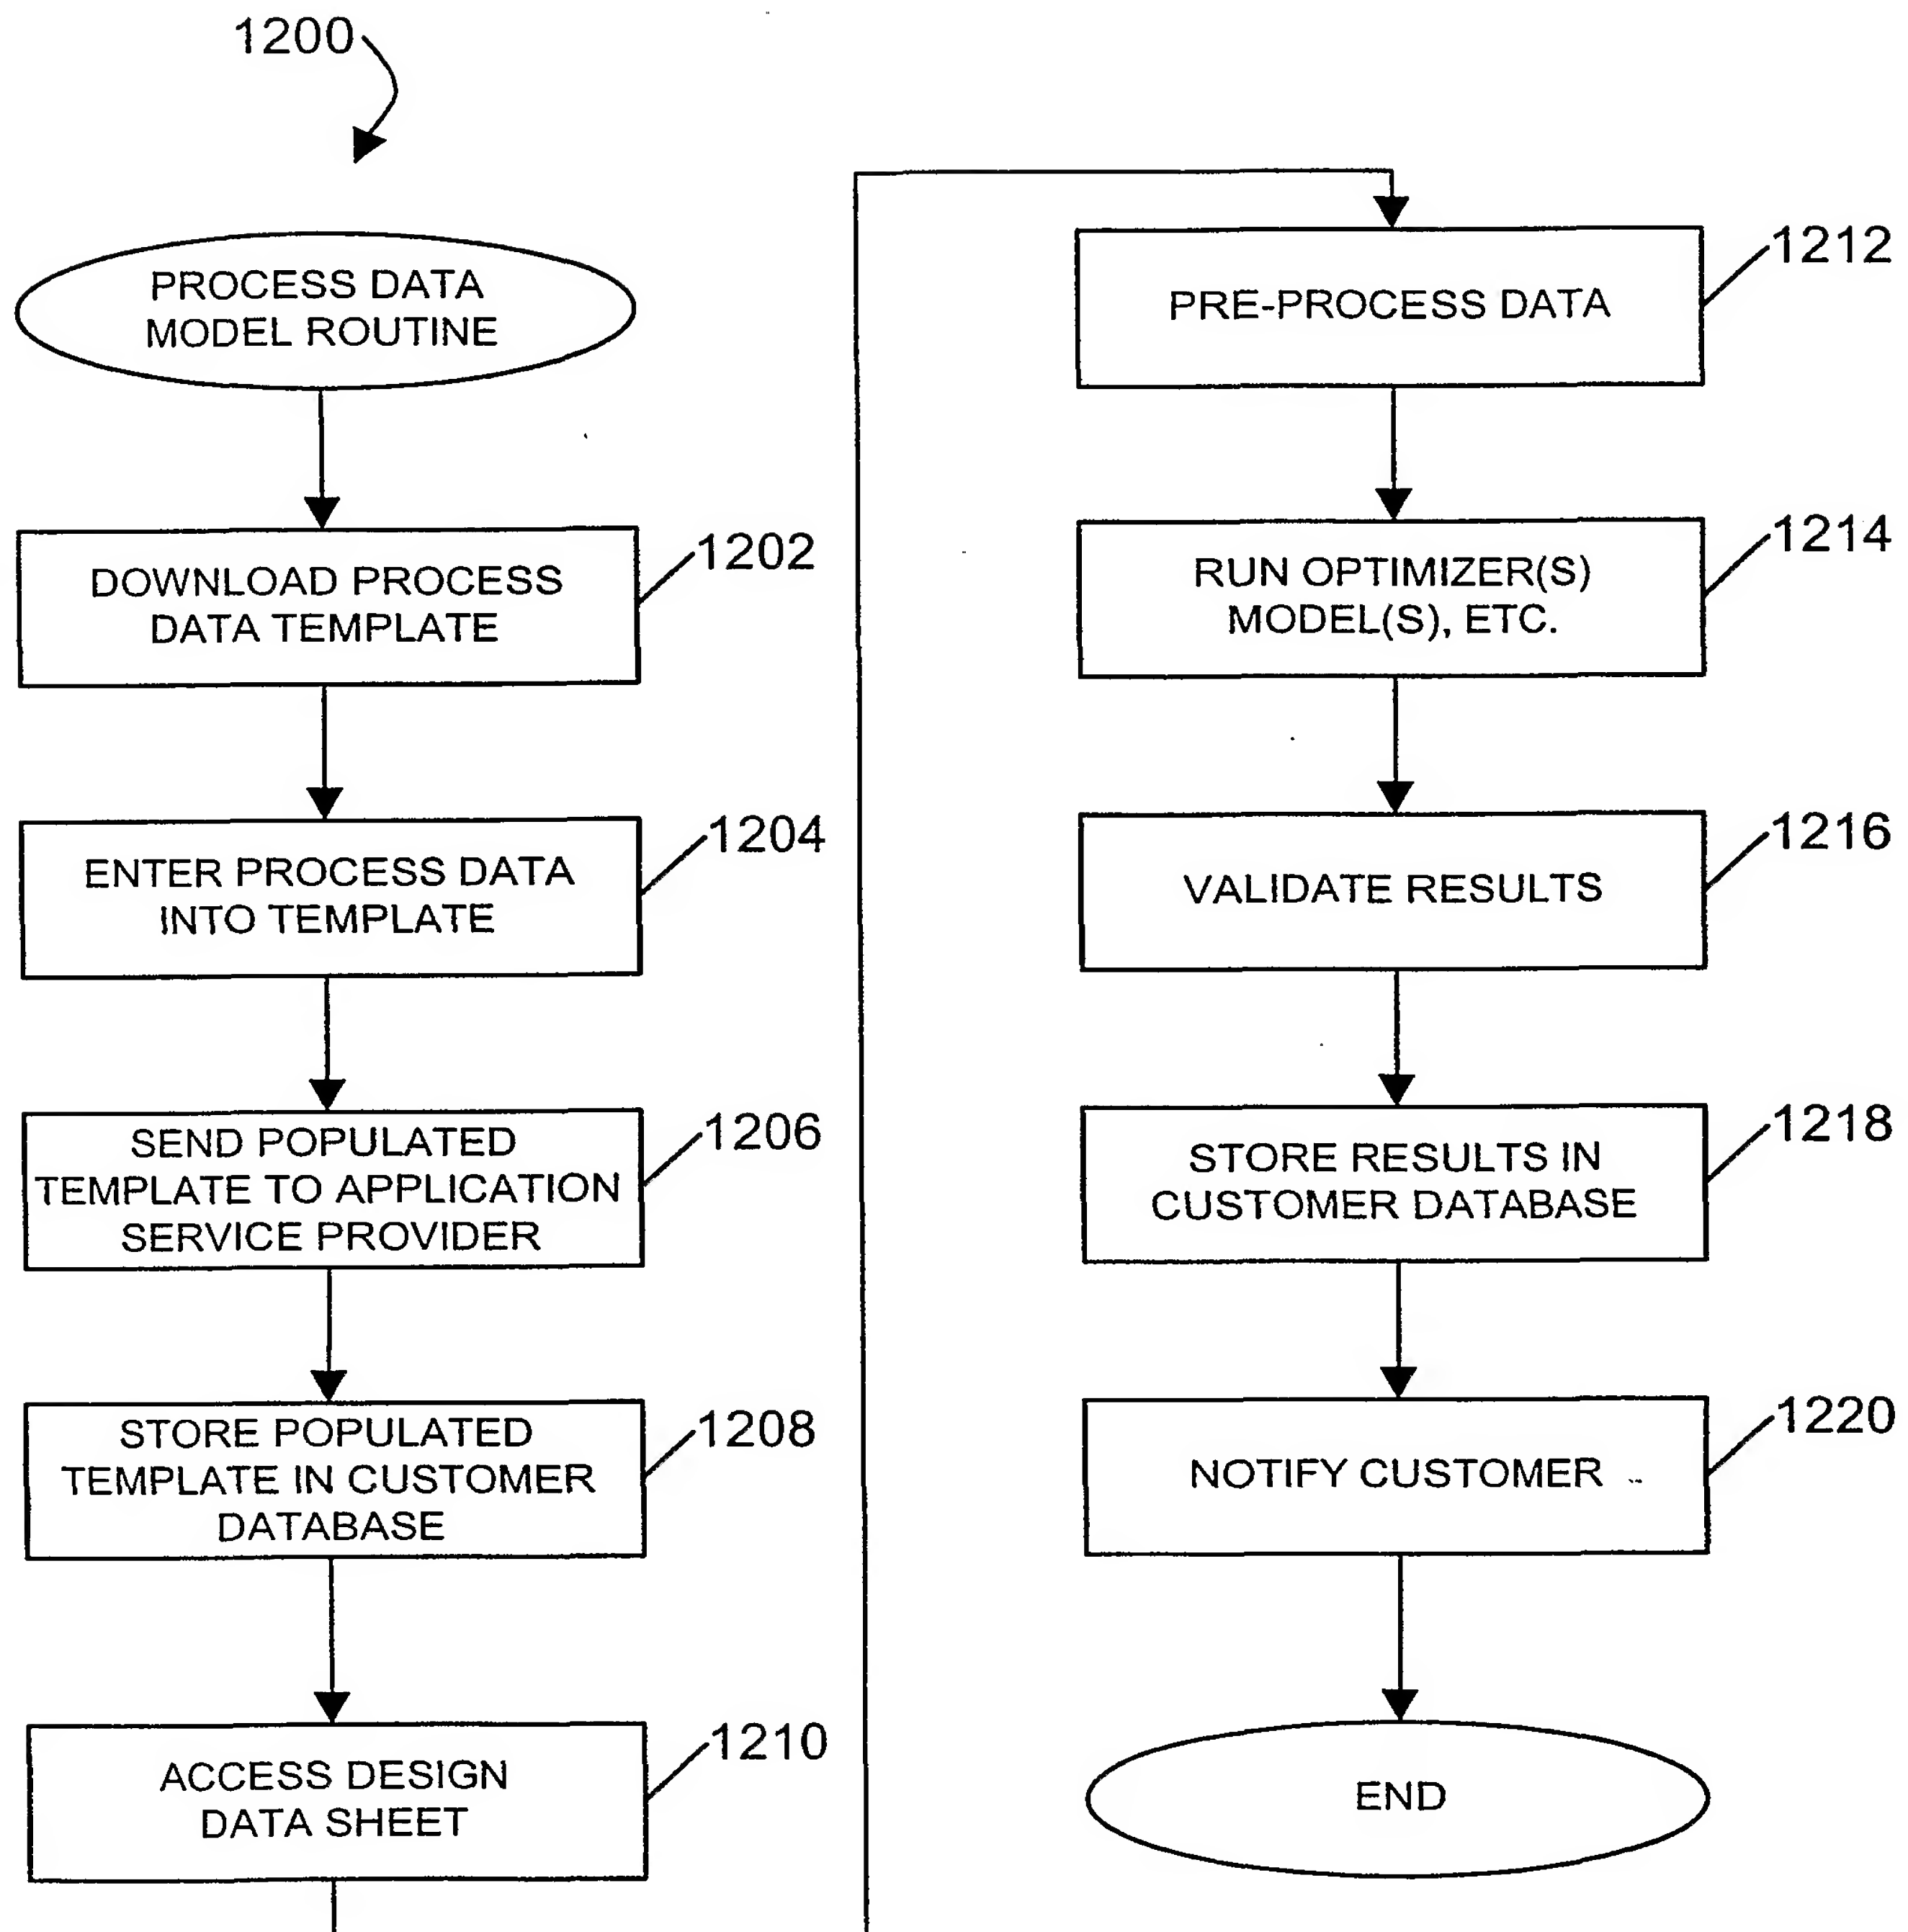 1200
PROCESS DATA
MODEL ROUTINE
1202
DOWNLOAD PROCESS
DATA TEMPLATE
1204
ENTER PROCESS DATA
INTO TEMPLATE
1206
SEND POPULATED
TEMPLATE TO APPLICATION
SERVICE PROVIDER
1208
STORE POPULATED
TEMPLATE IN CUSTOMER
DATABASE
1210
ACCESS DESIGN
DATA SHEET
1212
PRE-PROCESS DATA
1214
RUN OPTIMIZER(S)
MODEL(S), ETC.
1216
VALIDATE RESULTS
1218
STORE RESULTS IN
CUSTOMER DATABASE
1220
NOTIFY CUSTOMER
END